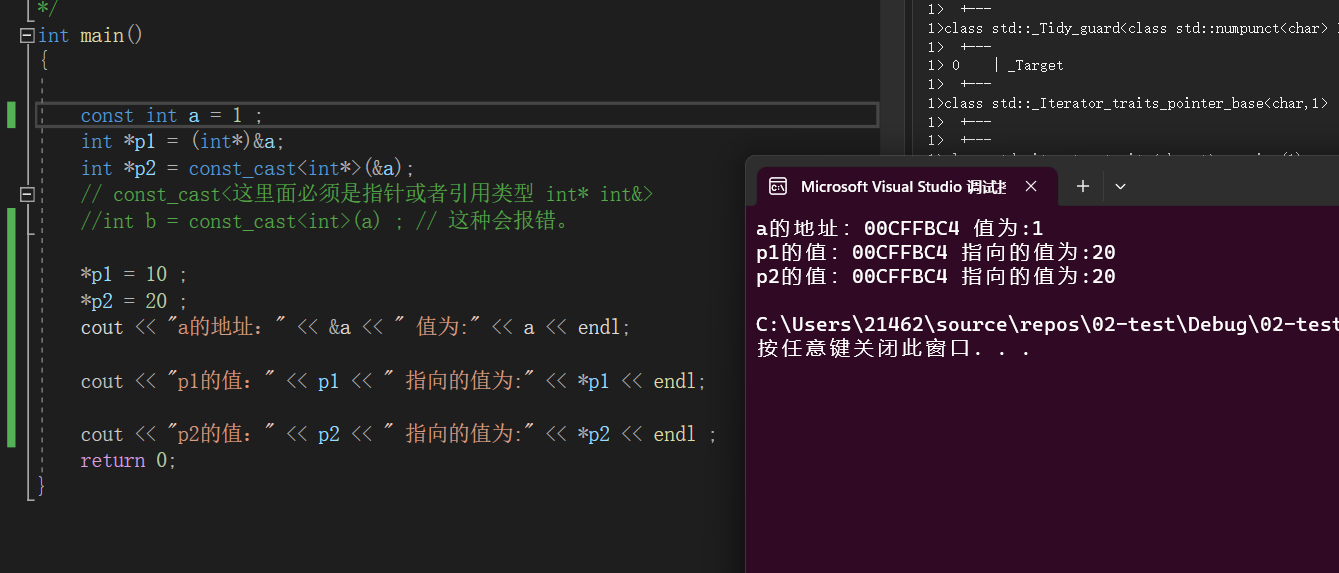 */
int main()
{
const int a = 1 ;
int *p1 = (int*)&a;
int *p2 = const_cast<int*>(&a);
// const_cast<这里面必须是指针或者引用类型 int* int&>
//int b = const_cast<int>(a) ; // 这种会报错。
*p1 = 10 ;
*p2 = 20 ;
cout << "a的地址：" << &a << " 值为:" << a << endl;
cout << "p1的值：" << p1 << " 指向的值为:" << *p1 << endl;
cout << "p2的值：" << p2 << " 指向的值为:" << *p2 << endl ;
return 0;
}
1> +---
1>class std::_Tidy_guard<class std::numpunct<char>
1> +---
1> 0 | _Target
1> +---
1>class std::_Iterator_traits_pointer_base<char,1>
1> +---
1> +---
Microsoft Visual Studio 调试
a的地址：00CFFBC4 值为:1
p1的值：00CFFBC4 指向的值为:20
p2的值：00CFFBC4 指向的值为:20
C:\Users\21462\source\repos\02-test\Debug\02-test
按任意键关闭此窗口. . .